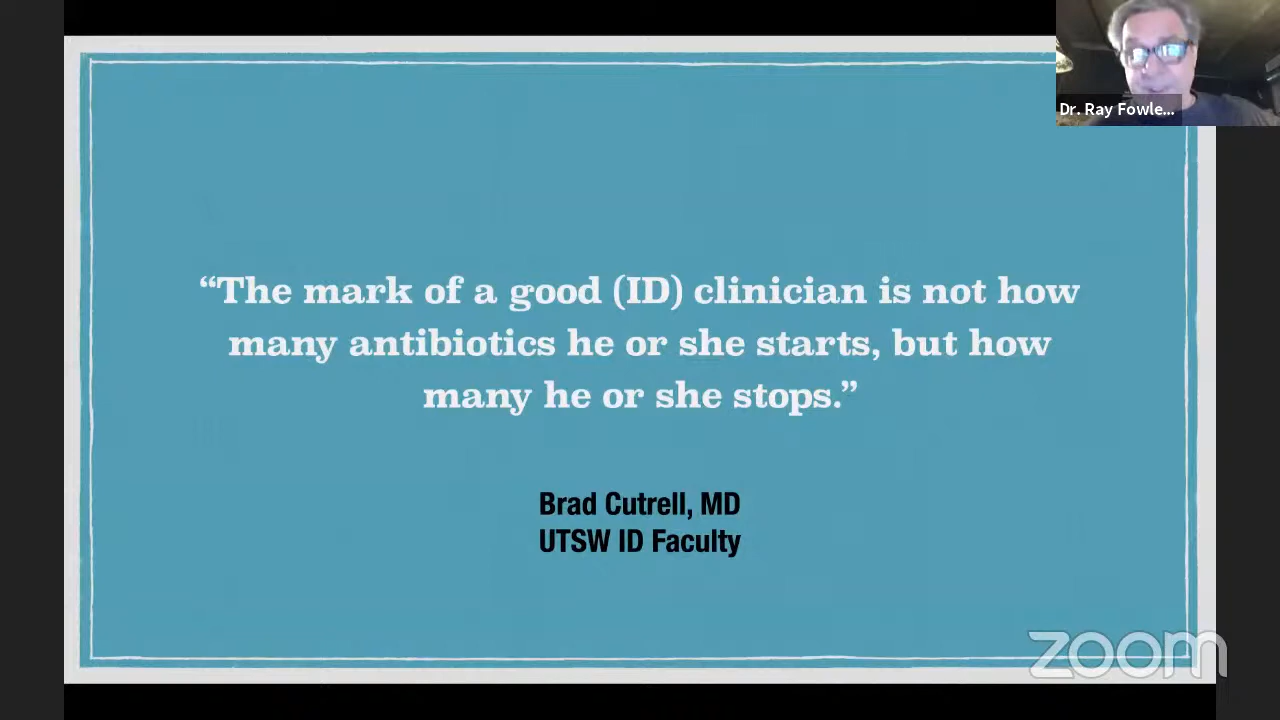 Dr. Ray Fowle...
“The mark of a good (ID) clinician is not how
many antibiotics he or she starts, but how
many he or she stops.”
Brad Cutrell, MD
UTSW ID Faculty
zoom